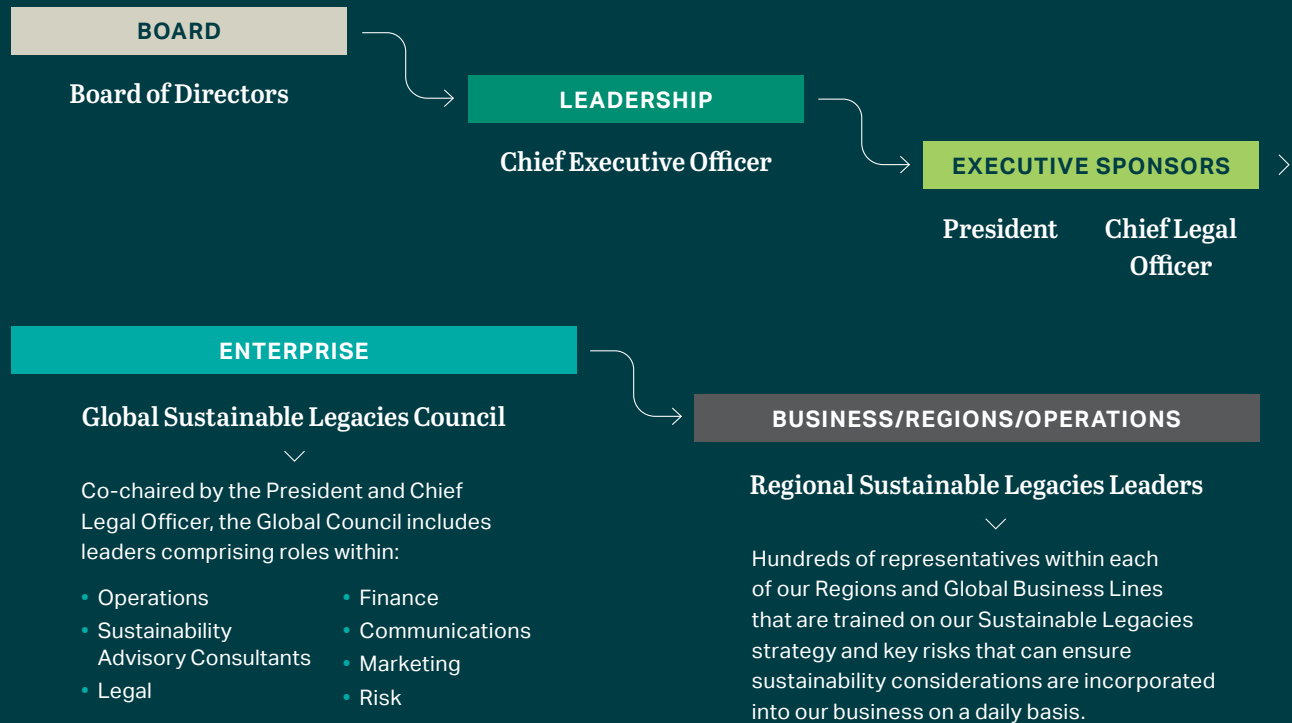 BOARD
Board of Directors
LEADERSHIP
Chief Executive Officer
EXECUTIVE SPONSORS
President
Chief Legal
Officer
ENTERPRISE
Global Sustainable Legacies Council
Co-chaired by the President and Chief
Legal Officer, the Global Council includes
leaders comprising roles within:
• Operations
• Sustainability
Advisory Consultants
• Legal
• Finance
• Communications
• Marketing
• Risk
BUSINESS/REGIONS/OPERATIONS
Regional Sustainable Legacies Leaders
Hundreds of representatives within each
of our Regions and Global Business Lines
that are trained on our Sustainable Legacies
strategy and key risks that can ensure
sustainability considerations are incorporated
into our business on a daily basis.